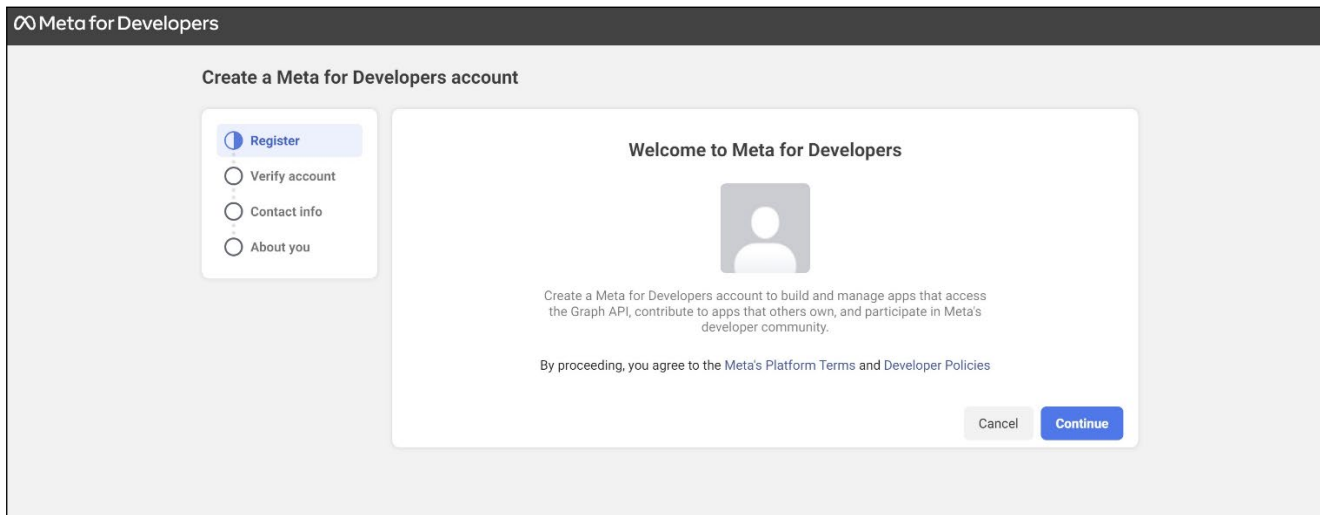 Meta for Developers
Create a Meta for Developers account
Register
Verify account
Contact info
About you
Welcome to Meta for Developers
Create a Meta for Developers account to build and manage apps that access
the Graph API, contribute to apps that others own, and participate in Meta's
developer community.
By proceeding, you agree to the Meta's Platform Terms and Developer Policies
Cancel
Continue